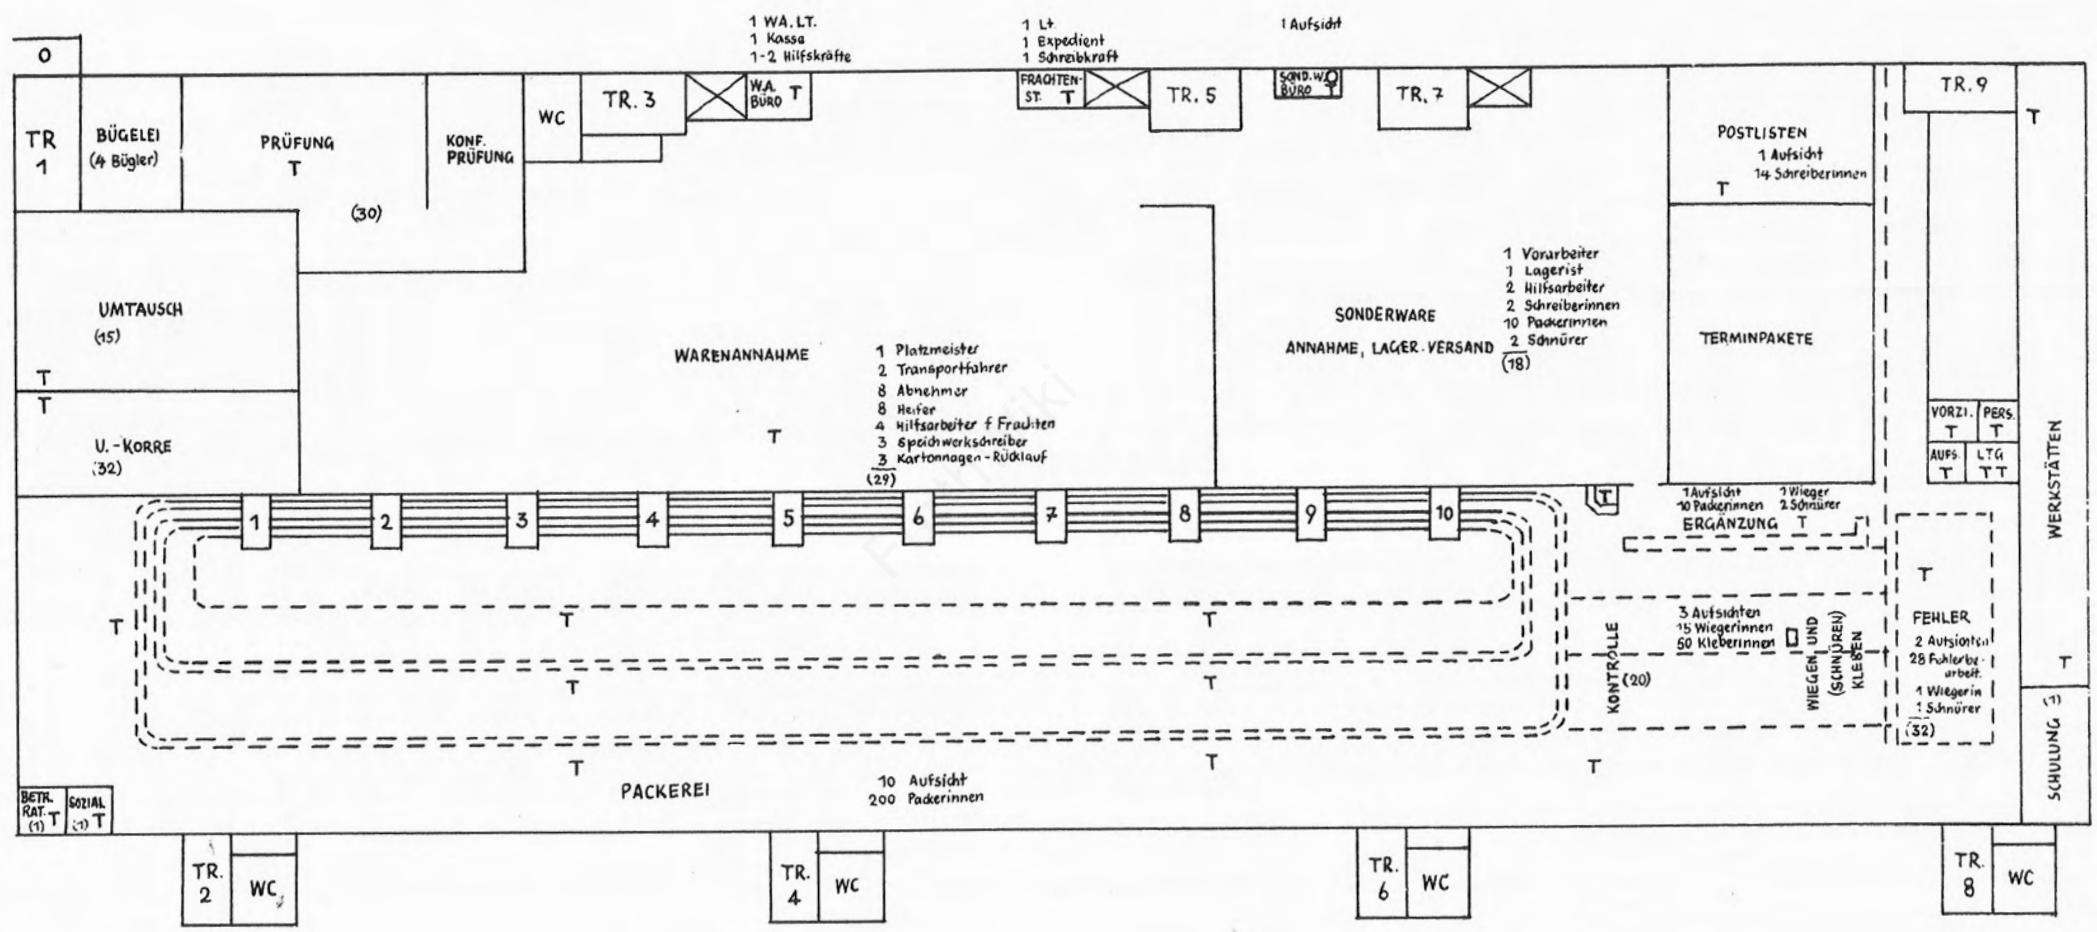 1 WA. LT.
1 Kassa
1-2 Hilfskräfte
1 Lt.
1 Expedient
1 Schreibkraft
1 Aufsicht
O
TR
1
BÜGELEI
(4 Bügler)
PRÜFUNG
T
(30)
KONF.
PRÜFUNG
WC
TR. 3
W.A.
BÜRO T
FRACHTEN-
ST. T
TR. 5
SOND.W.
BÜRO T
TR. 7
POSTLISTEN
1 Aufsicht
14 Schreiberinnen
T
TR. 9
T
UMTAUSCH
(15)
T
T
U.-KORRE
(32)
WARENANNAHME
T
1 Platzmeister
2 Transportfahrer
8 Abnehmer
8 Helfer
4 Hilfsarbeiter f Frachten
3 Speichwerkschreiber
3 Kartonnagen-Rücklauf
(29)
SONDERWARE
ANNAHME, LAGER-VERSAND
1 Vorarbeiter
1 Lagerist
2 Hilfsarbeiter
2 Schreiberinnen
10 Packerinnen
2 Schnürer
(18)
TERMINPAKETE
VORZI.
T
PERS.
T
AUFS.
T
LTG
T T
WERKSTÄTTEN
T
1 2 3 4 5 6 7 8 9 10
T
1 Aufsicht 1 Wieger
10 Packerinnen 2 Schnürer
ERGÄNZUNG T
T
T
T
T
T
T
T
T
KONTROLLE
(20)
3 Aufsichten
15 Wiegerinnen
50 Kleberinnen
WIEGEN UND
(SCHNÜREN)
KLEBEN
T
FEHLER
2 Aufsichten
28 Fehlerbe-
arbeit.
1 Wiegerin
1 Schnürer
(32)
SCHULUNG (1)
PACKEREI
10 Aufsicht
200 Packerinnen
BETR.
RAT. T
(1)
SOZIAL
(1) T
TR.
2
WC
TR.
4
WC
TR.
6
WC
TR.
8
WC